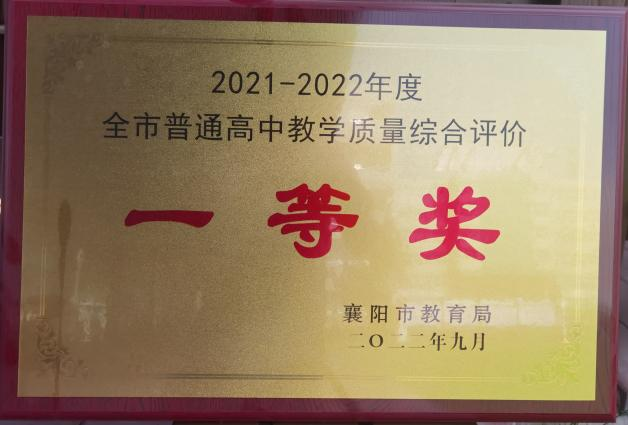 2021-2022年度
全市普通高中教学质量综合评价
一等奖
襄阳市教育局
二〇二二年九月